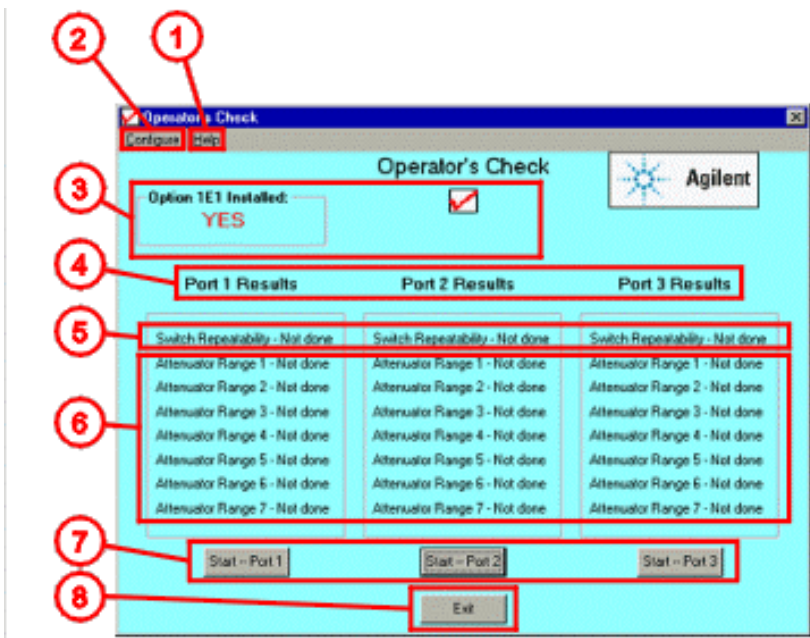 2 1
Operator's Check
Configure Help
Operator's Check
Agilent
3
Option 1E1 Installed:
YES
4
Port 1 Results Port 2 Results Port 3 Results
5
Switch Repeatability - Not done Switch Repeatability - Not done Switch Repeatability - Not done
Attenuator Range 1 - Not done Attenuator Range 1 - Not done Attenuator Range 1 - Not done
Attenuator Range 2 - Not done Attenuator Range 2 - Not done Attenuator Range 2 - Not done
Attenuator Range 3 - Not done Attenuator Range 3 - Not done Attenuator Range 3 - Not done
6
Attenuator Range 4 - Not done Attenuator Range 4 - Not done Attenuator Range 4 - Not done
Attenuator Range 5 - Not done Attenuator Range 5 - Not done Attenuator Range 5 - Not done
Attenuator Range 6 - Not done Attenuator Range 6 - Not done Attenuator Range 6 - Not done
Attenuator Range 7 - Not done Attenuator Range 7 - Not done Attenuator Range 7 - Not done
7
Start -- Port 1 Start -- Port 2 Start -- Port 3
8
Exit